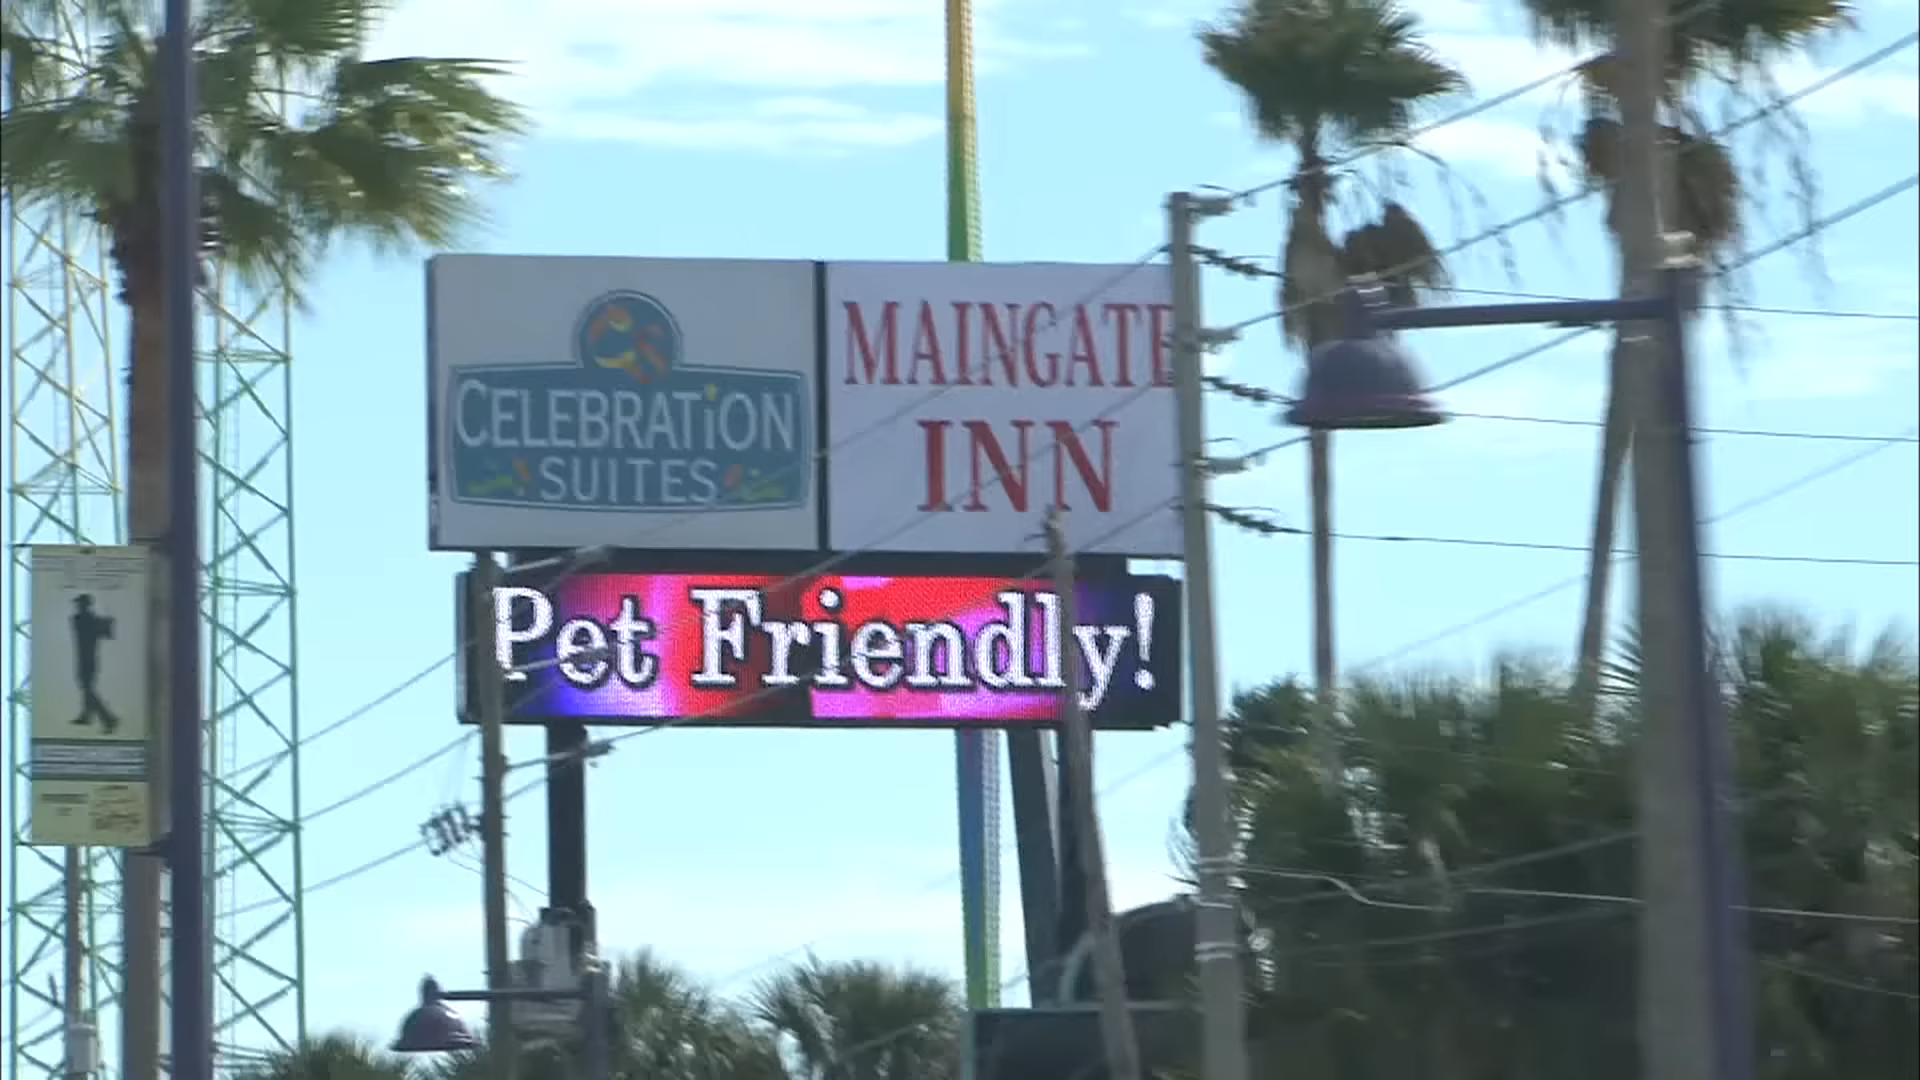 CELEBRATiON
SUITES
MAINGATE
INN
Pet Friendly!